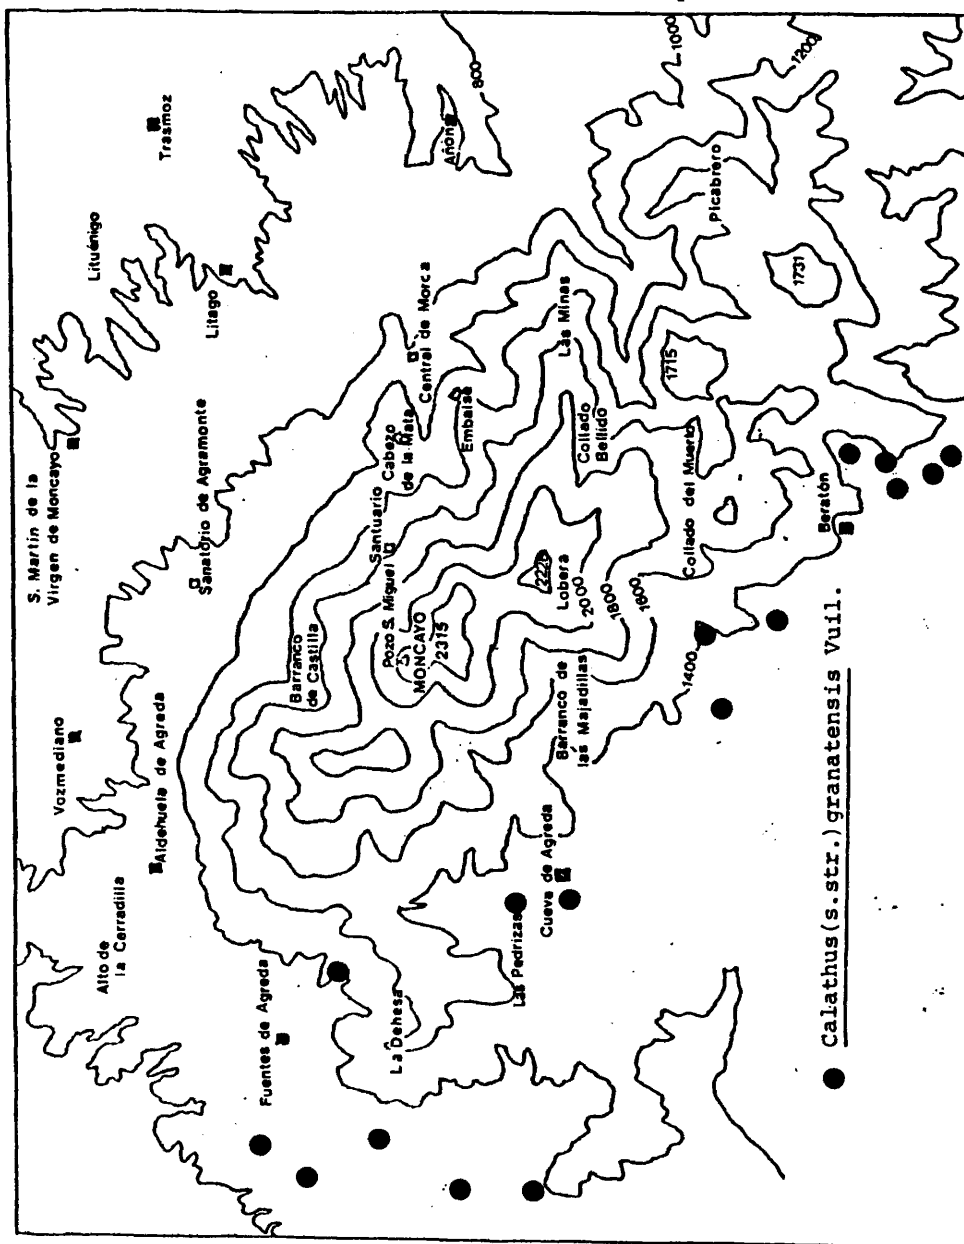 S. Martín de la
Virgen de Moncayo
Lituénigo
Trasmoz
Vozmediano
Litago
Alto de
la Cerradilla
Aldehuela de Agreda
Sanatorio de Agramonte
800
Añón
1000
1200
Fuentes de Agreda
Barranco
de Castilla
Santuario
Cabezo
de la Mata
Central de Morca
Pozo S. Miguel
MONCAYO
2315
Embalse
La Dehesa
Las Minas
Picabrero
Las Pedrizas
Cueva de Agreda
Barranco de
las Majadillas
Lobera
2226
2000
1800
1600
1400
Collado
Bellido
Collado del Muerto
1715
1731
Beratón
Calathus(s.str.)granatensis Vuil.